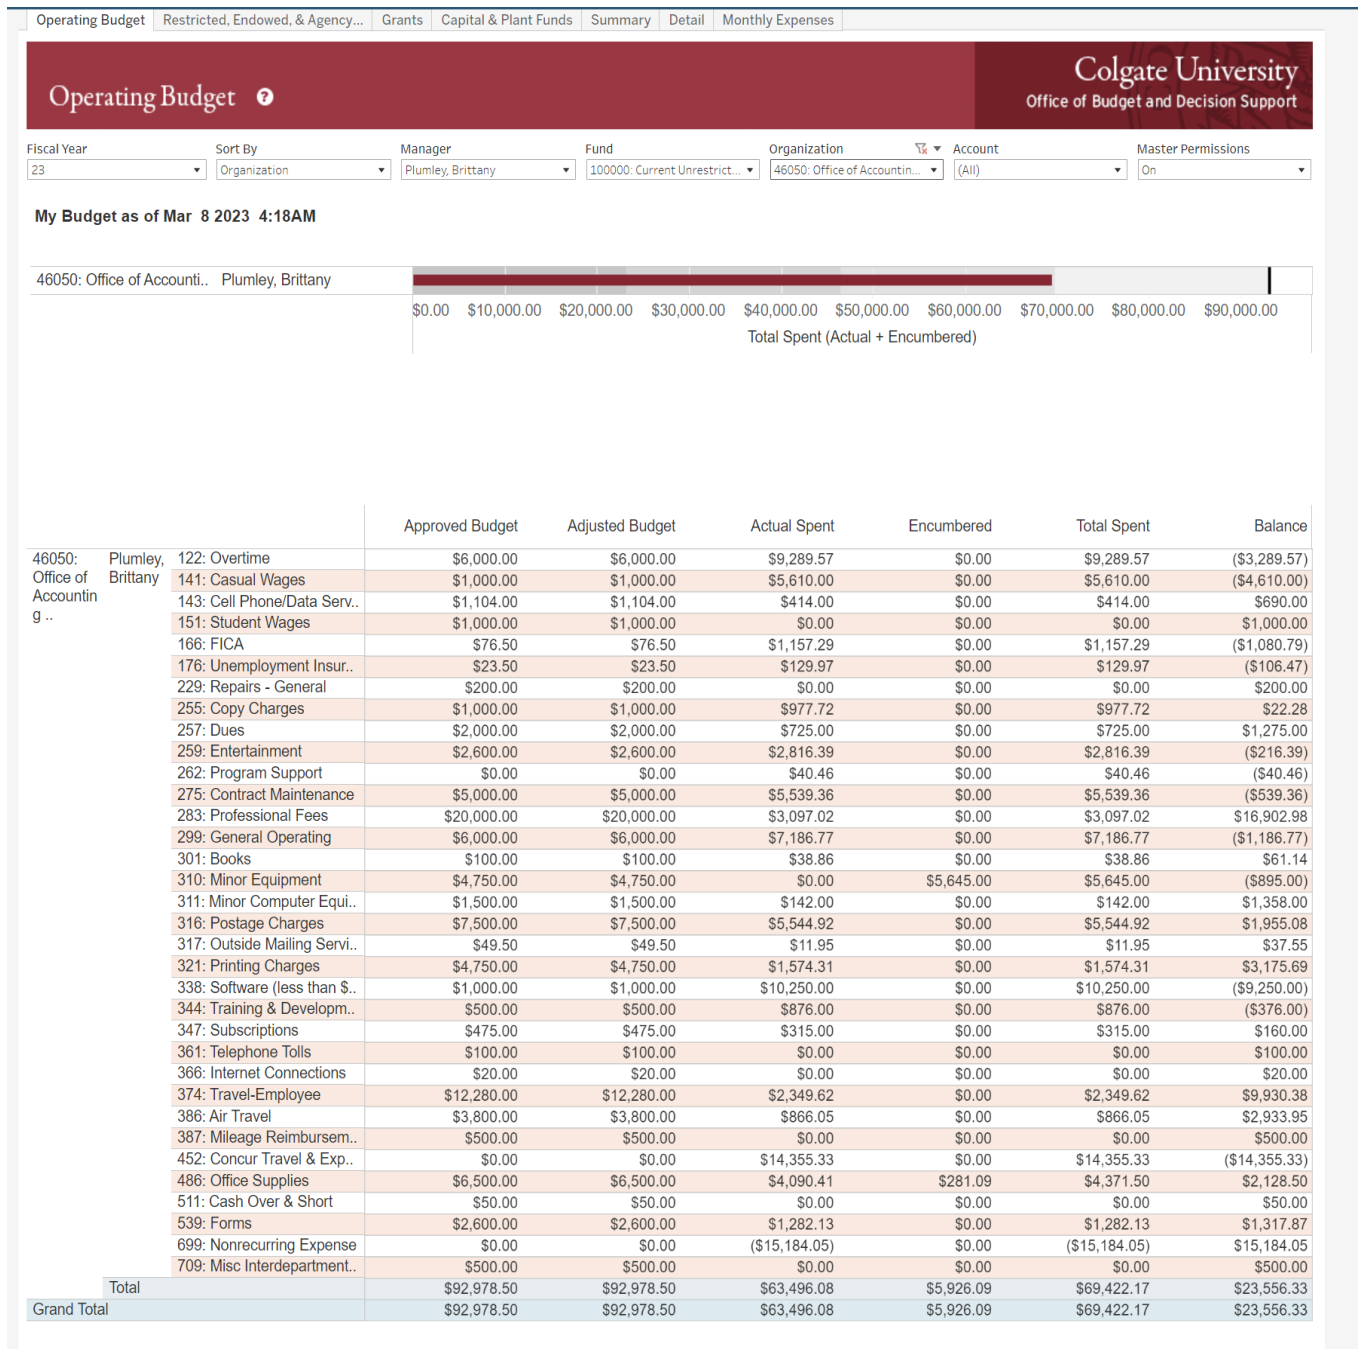 Operating Budget Restricted, Endowed, & Agency... Grants Capital & Plant Funds Summary Detail Monthly Expenses
Colgate University
Operating Budget ?
Office of Budget and Decision Support
Fiscal Year Sort By Manager Fund Organization Account Master Permissions
23 Organization Plumley, Brittany 100000: Current Unrestrict... 46050: Office of Accountin... (All) On
My Budget as of Mar 8 2023 4:18AM
46050: Office of Accounti.. Plumley, Brittany
$0.00 $10,000.00 $20,000.00 $30,000.00 $40,000.00 $50,000.00 $60,000.00 $70,000.00 $80,000.00 $90,000.00
Total Spent (Actual + Encumbered)
Approved Budget Adjusted Budget Actual Spent Encumbered Total Spent Balance
46050: Plumley, 122: Overtime $6,000.00 $6,000.00 $9,289.57 $0.00 $9,289.57 ($3,289.57)
Office of Brittany 141: Casual Wages $1,000.00 $1,000.00 $5,610.00 $0.00 $5,610.00 ($4,610.00)
Accountin 143: Cell Phone/Data Serv.. $1,104.00 $1,104.00 $414.00 $0.00 $414.00 $690.00
g .. 151: Student Wages $1,000.00 $1,000.00 $0.00 $0.00 $0.00 $1,000.00
166: FICA $76.50 $76.50 $1,157.29 $0.00 $1,157.29 ($1,080.79)
176: Unemployment Insur.. $23.50 $23.50 $129.97 $0.00 $129.97 ($106.47)
229: Repairs - General $200.00 $200.00 $0.00 $0.00 $0.00 $200.00
255: Copy Charges $1,000.00 $1,000.00 $977.72 $0.00 $977.72 $22.28
257: Dues $2,000.00 $2,000.00 $725.00 $0.00 $725.00 $1,275.00
259: Entertainment $2,600.00 $2,600.00 $2,816.39 $0.00 $2,816.39 ($216.39)
262: Program Support $0.00 $0.00 $40.46 $0.00 $40.46 ($40.46)
275: Contract Maintenance $5,000.00 $5,000.00 $5,539.36 $0.00 $5,539.36 ($539.36)
283: Professional Fees $20,000.00 $20,000.00 $3,097.02 $0.00 $3,097.02 $16,902.98
299: General Operating $6,000.00 $6,000.00 $7,186.77 $0.00 $7,186.77 ($1,186.77)
301: Books $100.00 $100.00 $38.86 $0.00 $38.86 $61.14
310: Minor Equipment $4,750.00 $4,750.00 $0.00 $5,645.00 $5,645.00 ($895.00)
311: Minor Computer Equi.. $1,500.00 $1,500.00 $142.00 $0.00 $142.00 $1,358.00
316: Postage Charges $7,500.00 $7,500.00 $5,544.92 $0.00 $5,544.92 $1,955.08
317: Outside Mailing Servi.. $49.50 $49.50 $11.95 $0.00 $11.95 $37.55
321: Printing Charges $4,750.00 $4,750.00 $1,574.31 $0.00 $1,574.31 $3,175.69
338: Software (less than $.. $1,000.00 $1,000.00 $10,250.00 $0.00 $10,250.00 ($9,250.00)
344: Training & Developm.. $500.00 $500.00 $876.00 $0.00 $876.00 ($376.00)
347: Subscriptions $475.00 $475.00 $315.00 $0.00 $315.00 $160.00
361: Telephone Tolls $100.00 $100.00 $0.00 $0.00 $0.00 $100.00
366: Internet Connections $20.00 $20.00 $0.00 $0.00 $0.00 $20.00
374: Travel-Employee $12,280.00 $12,280.00 $2,349.62 $0.00 $2,349.62 $9,930.38
386: Air Travel $3,800.00 $3,800.00 $866.05 $0.00 $866.05 $2,933.95
387: Mileage Reimbursem.. $500.00 $500.00 $0.00 $0.00 $0.00 $500.00
452: Concur Travel & Exp.. $0.00 $0.00 $14,355.33 $0.00 $14,355.33 ($14,355.33)
486: Office Supplies $6,500.00 $6,500.00 $4,090.41 $281.09 $4,371.50 $2,128.50
511: Cash Over & Short $50.00 $50.00 $0.00 $0.00 $0.00 $50.00
539: Forms $2,600.00 $2,600.00 $1,282.13 $0.00 $1,282.13 $1,317.87
699: Nonrecurring Expense $0.00 $0.00 ($15,184.05) $0.00 ($15,184.05) $15,184.05
709: Misc Interdepartment.. $500.00 $500.00 $0.00 $0.00 $0.00 $500.00
Total $92,978.50 $92,978.50 $63,496.08 $5,926.09 $69,422.17 $23,556.33
Grand Total $92,978.50 $92,978.50 $63,496.08 $5,926.09 $69,422.17 $23,556.33